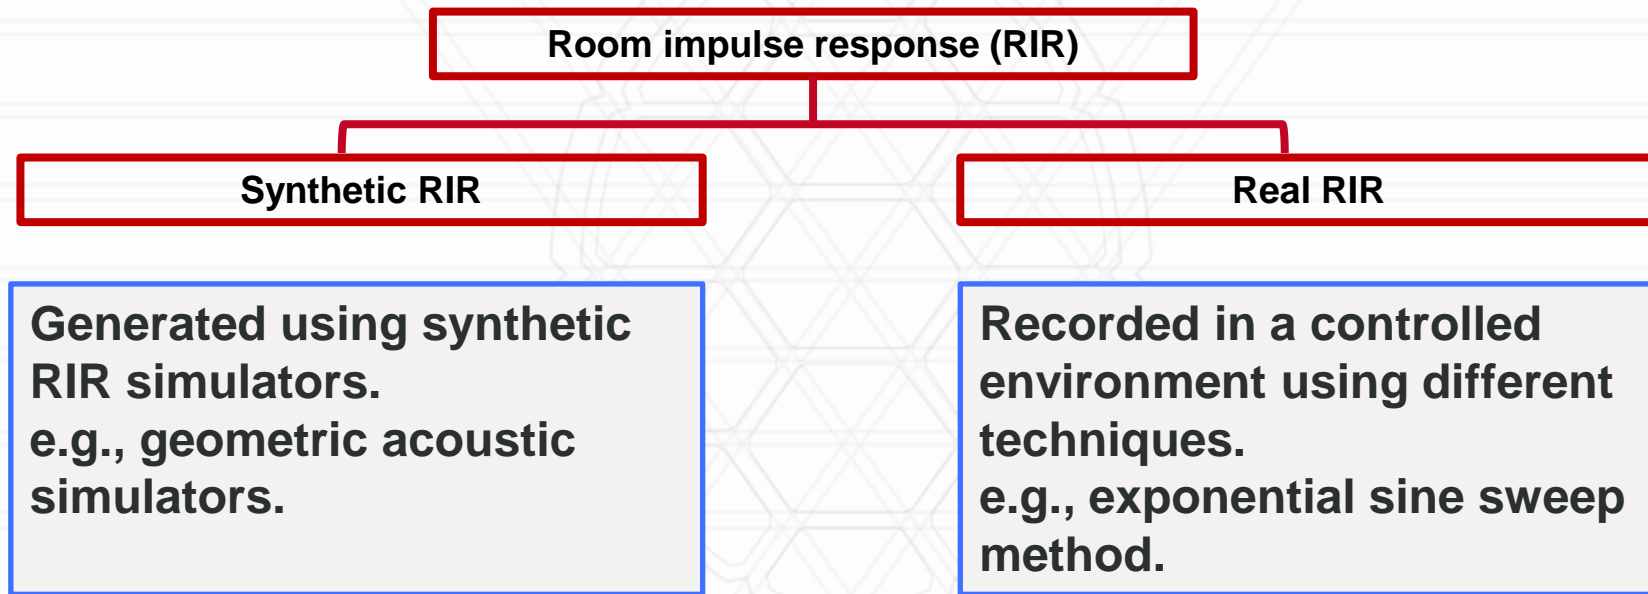 Room impulse response (RIR)
Synthetic RIR
Real RIR
Generated using synthetic
RIR simulators.
e.g., geometric acoustic
simulators.
Recorded in a controlled
environment using different
techniques.
e.g., exponential sine sweep
method.